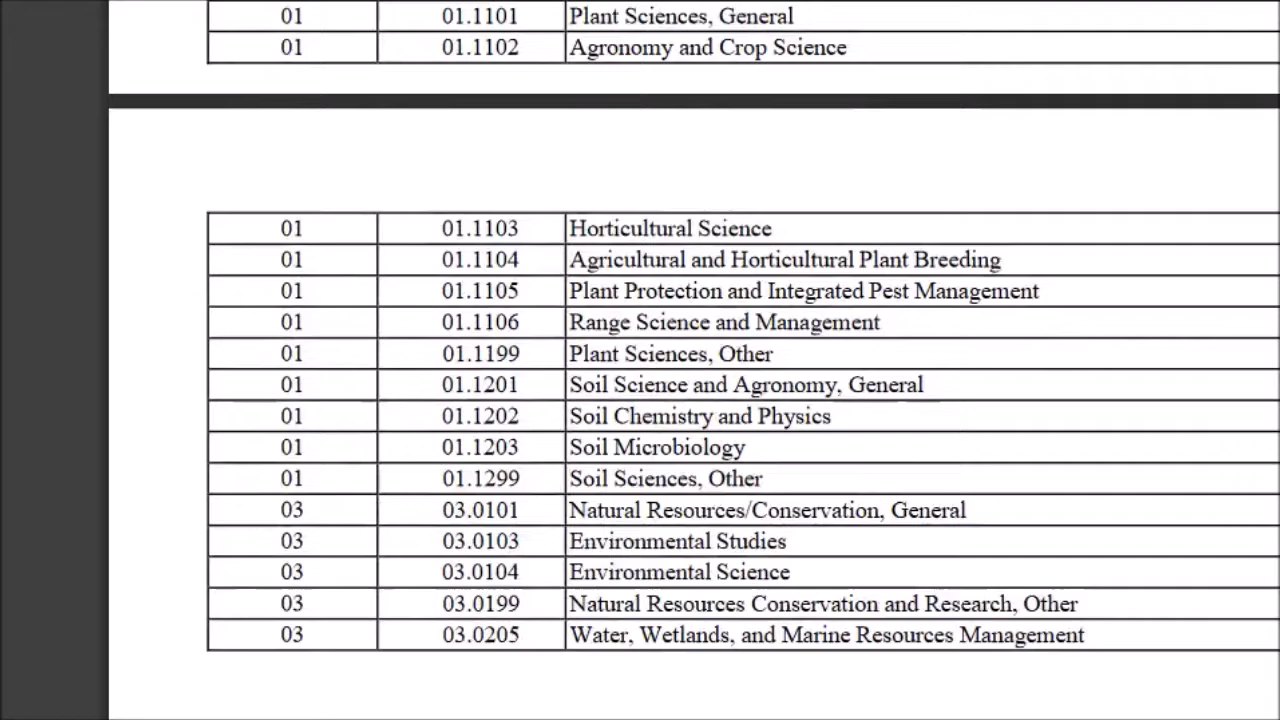 01 01.1101 Plant Sciences, General
01 01.1102 Agronomy and Crop Science
01 01.1103 Horticultural Science
01 01.1104 Agricultural and Horticultural Plant Breeding
01 01.1105 Plant Protection and Integrated Pest Management
01 01.1106 Range Science and Management
01 01.1199 Plant Sciences, Other
01 01.1201 Soil Science and Agronomy, General
01 01.1202 Soil Chemistry and Physics
01 01.1203 Soil Microbiology
01 01.1299 Soil Sciences, Other
03 03.0101 Natural Resources/Conservation, General
03 03.0103 Environmental Studies
03 03.0104 Environmental Science
03 03.0199 Natural Resources Conservation and Research, Other
03 03.0205 Water, Wetlands, and Marine Resources Management